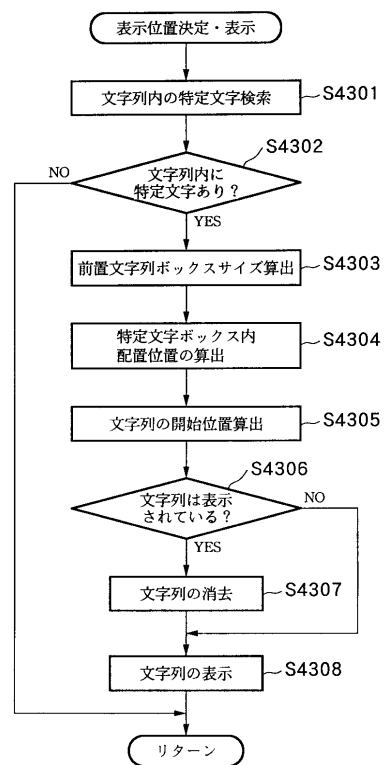 表示位置決定・表示
文字列内の特定文字検索
S4301
S4302
NO
文字列内に
特定文字あり?
YES
前置文字列ボックスサイズ算出
S4303
特定文字ボックス内
配置位置の算出
S4304
文字列の開始位置算出
S4305
S4306
文字列は表示
されている?
NO
YES
文字列の消去
S4307
文字列の表示
S4308
リターン